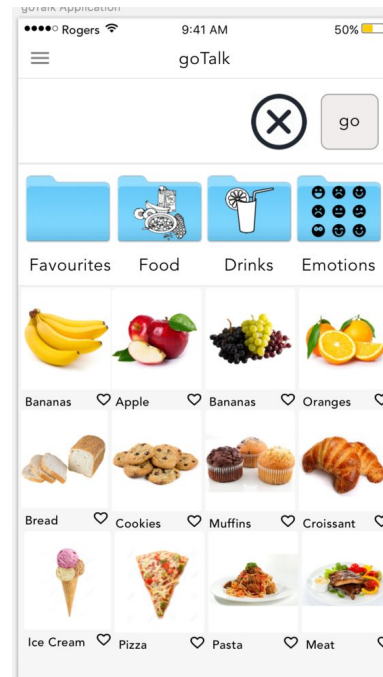 goTalk Application
Rogers 9:41 AM 50%
goTalk
go
Favourites Food Drinks Emotions
Bananas Apple Bananas Oranges
Bread Cookies Muffins Croissant
Ice Cream Pizza Pasta Meat